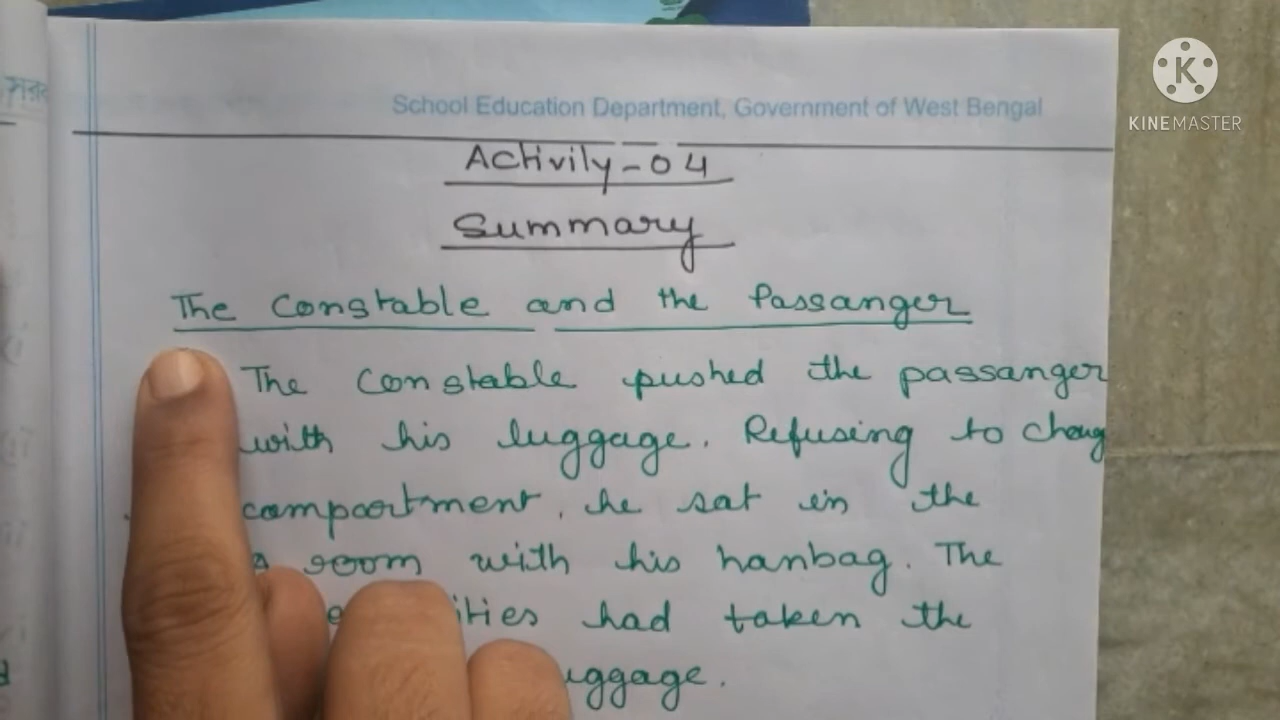 School Education Department, Government of West Bengal
KINEMASTER
Activily-04
Summary
The Constable and the Passanger
The Constable pushed the passanger
with his luggage. Refusing to chang
compartment, he sat in the
room with his hanbag. The
had taken the
uggage.